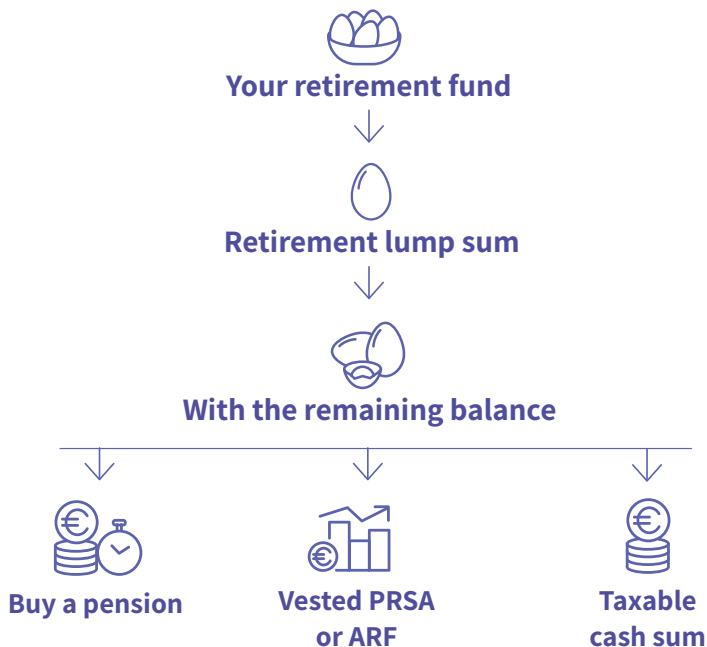 Your retirement fund
Retirement lump sum
With the remaining balance
€
€
€
Buy a pension
Vested PRSA
or ARF
Taxable
cash sum